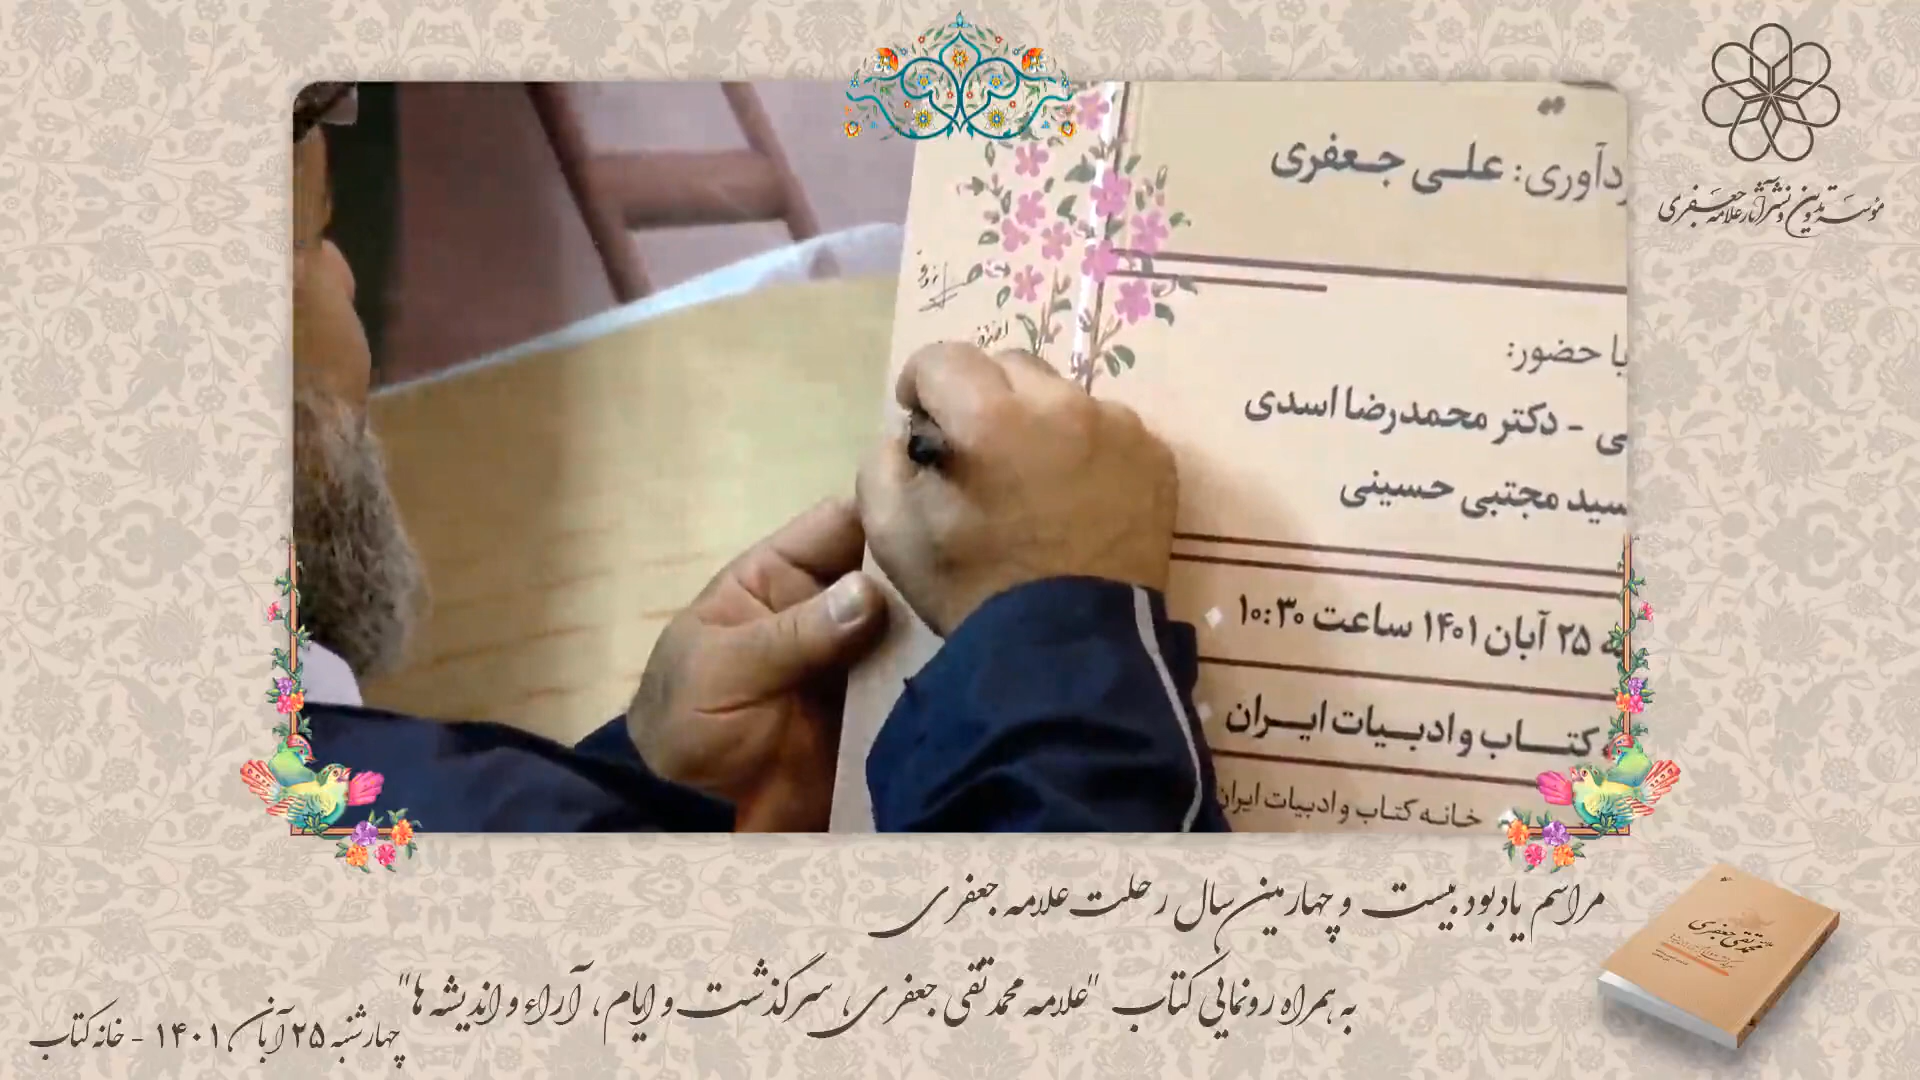 موسسه تدوین و نشر آثار علامه جعفری
ردآوری: علی جعفری
با حضور:
ی - دکتر محمدرضا اسدی
سید مجتبی حسینی
ه ۲۵ آبان ۱۴۰۱ ساعت ۱۰:۳۰
کتاب و ادبیات ایران
خانه کتاب و ادبیات ایران
مراسم یادبود بیست و چهارمین سال رحلت علامه جعفری
به همراه رونمایی کتاب "علامه محمدتقی جعفری، سرگذشت و ایام، آراء و اندیشه ها"
چهارشنبه ۲۵ آبان ۱۴۰۱ - خانه کتاب
محمدتقی جعفری